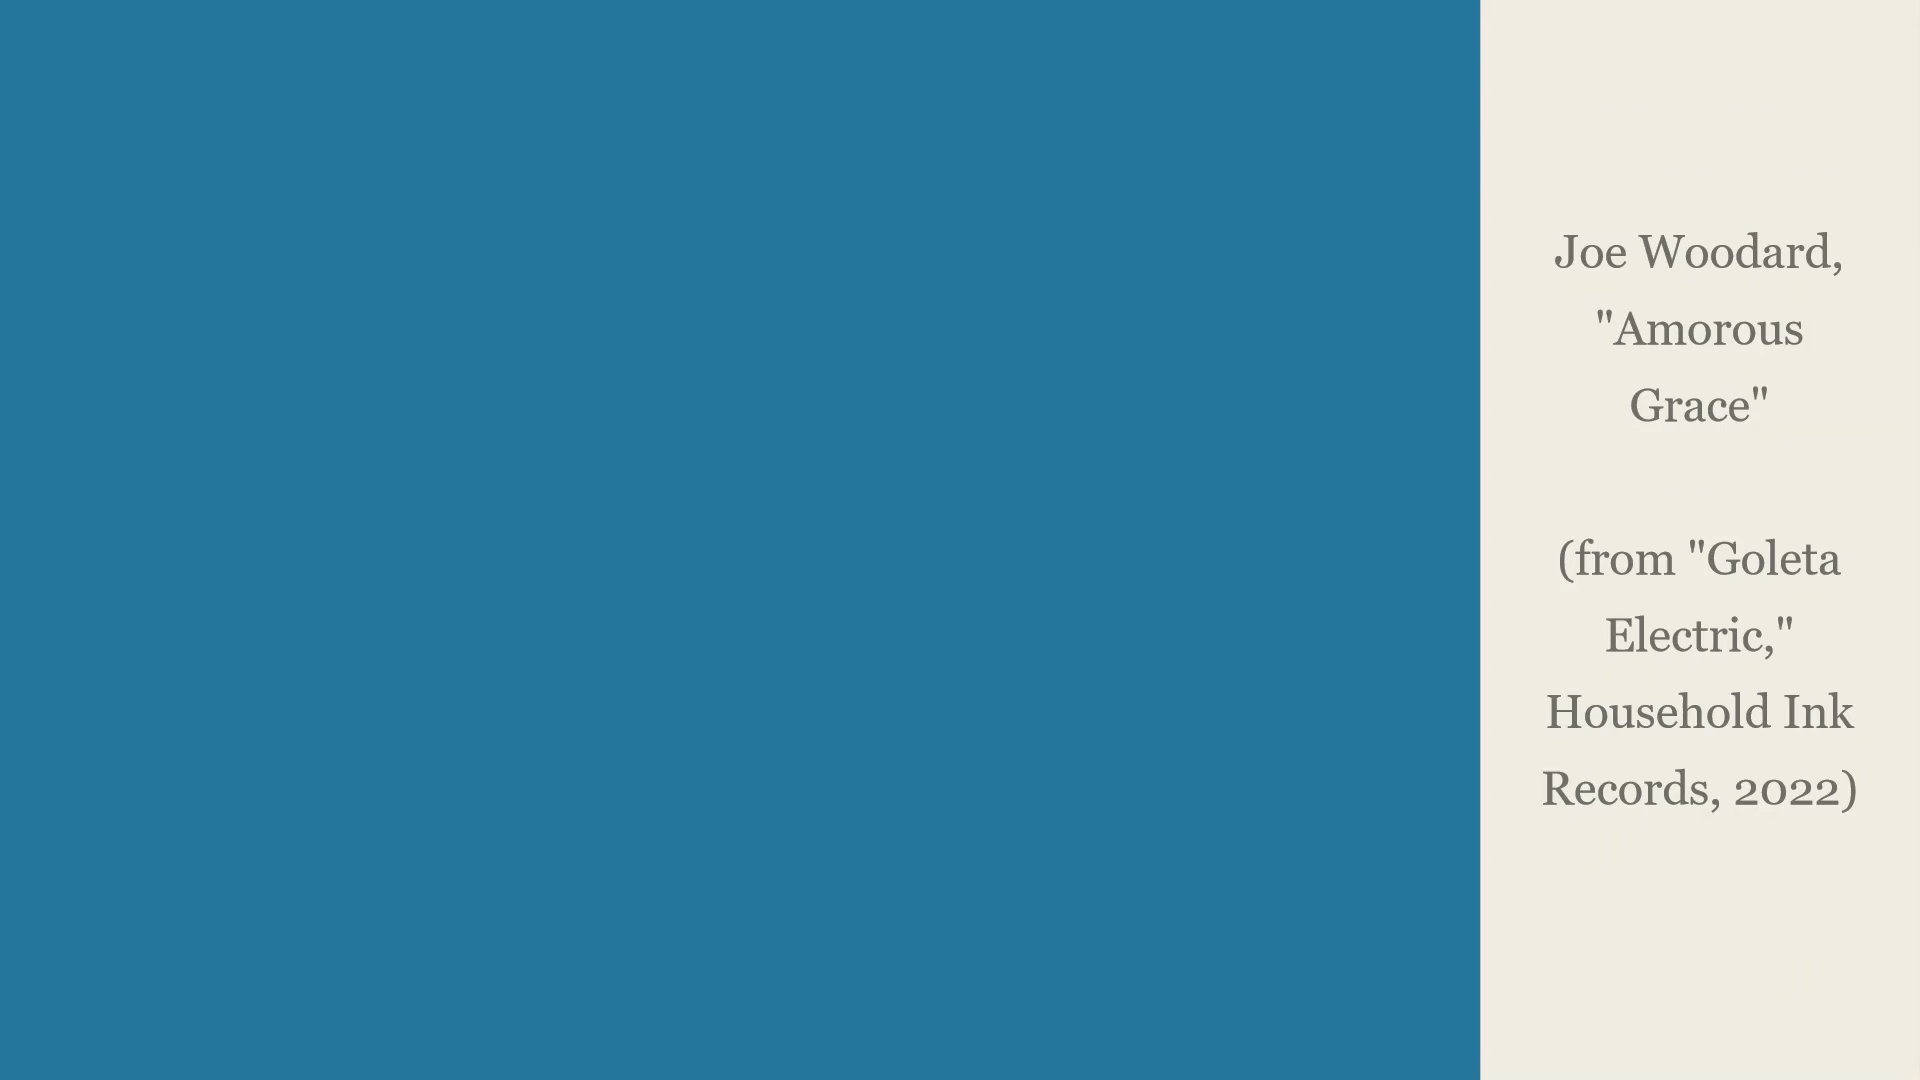 Joe Woodard,
"Amorous
Grace"
(from "Goleta
Electric,"
Household Ink
Records, 2022)